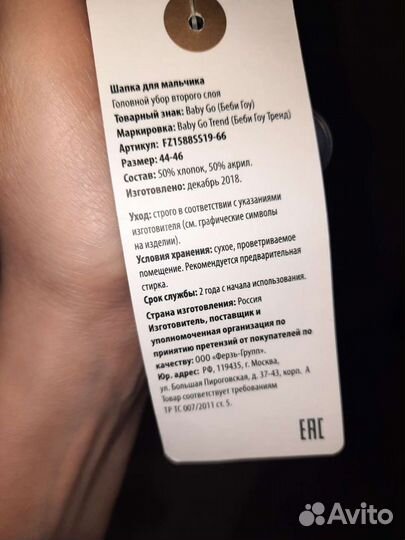 Шапка для мальчика
Головной убор второго слоя
Товарный знак: Baby Go (Беби Гоу)
Маркировка: Baby Go Trend (Беби Гоу Тренд)
Артикул: FZ15885519-66
Размер: 44-46
Состав: 50% хлопок, 50% акрил.
Изготовлено: декабрь 2018.
Уход: строго в соответствии с указаниями
изготовителя (см. графические символы
на изделии).
Условия хранения: сухое, проветриваемое
помещение. Рекомендуется предварительная
стирка.
Срок службы: 2 года с начала использования.
Страна изготовления: Россия
Изготовитель, поставщик и
уполномоченная организация по
принятию претензий от покупателей по
качеству: ООО «Ферзь-Групп».
Юр. адрес: РФ, 119435, г. Москва,
ул. Большая Пироговская, д. 37-43, корп. А
Товар соответствует требованиям
ТР ТС 007/2011 ст. 5.
EAC
Avito